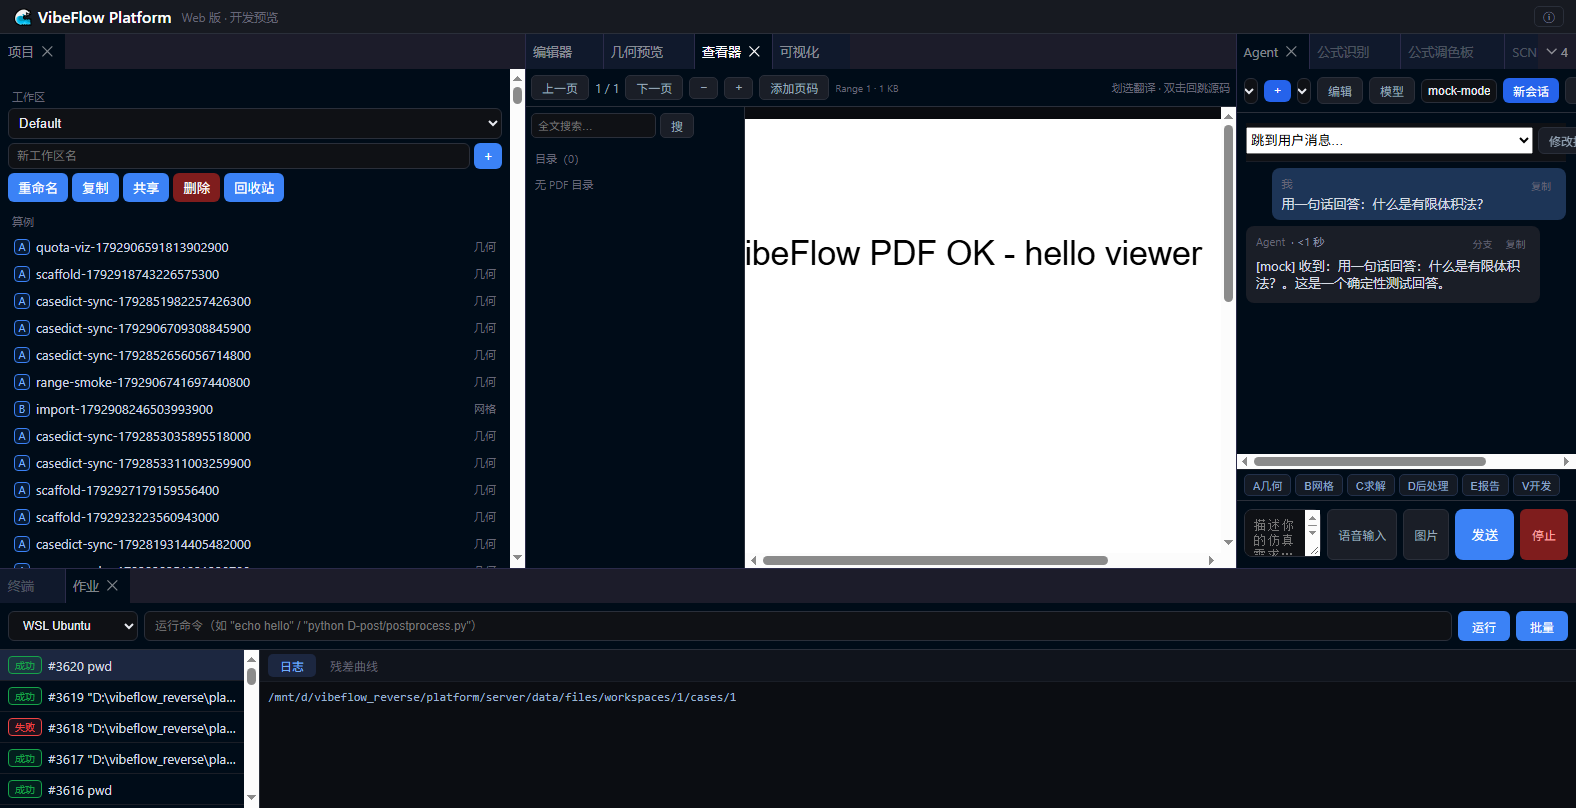 VibeFlow Platform Web 版 · 开发预览
项目
工作区
Default
新工作区名
+
重命名 复制 共享 删除 回收站
算例
A quota-viz-1792906591813902900 几何
A scaffold-1792918743226575300 几何
A casedict-sync-1792851982257426300 几何
A casedict-sync-1792906709308845900 几何
A casedict-sync-1792852656056714800 几何
A range-smoke-1792906741697440800 几何
B import-1792908246503993900 网格
A casedict-sync-1792853035895518000 几何
A casedict-sync-1792853311003259900 几何
A scaffold-1792927179159556400 几何
A scaffold-1792923223560943000 几何
A casedict-sync-1792819314405482000 几何
编辑器 几何预览 查看器 可视化
上一页 1 / 1 下一页 − + 添加页码 Range 1 · 1 KB 划选翻译 · 双击回跳源码
全文搜索... 搜
目录（0）
无 PDF 目录
ibeFlow PDF OK - hello viewer
Agent 公式识别 公式调色板 SCN 4
+ 编辑 模型 mock-mode 新会话
跳到用户消息... 修改
我 复制
用一句话回答：什么是有限体积法？
Agent · <1 秒 分支 复制
[mock] 收到：用一句话回答：什么是有限体积
法？。这是一个确定性测试回答。
A几何 B网格 C求解 D后处理 E报告 V开发
描述你
的仿真
需求…
语音输入 图片 发送 停止
终端 作业
WSL Ubuntu 运行命令（如 "echo hello" / "python D-post/postprocess.py"） 运行 批量
成功 #3620 pwd
成功 #3619 "D:\vibeflow_reverse\pla...
失败 #3618 "D:\vibeflow_reverse\pla...
成功 #3617 "D:\vibeflow_reverse\pla...
成功 #3616 pwd
日志 残差曲线
/mnt/d/vibeflow_reverse/platform/server/data/files/workspaces/1/cases/1